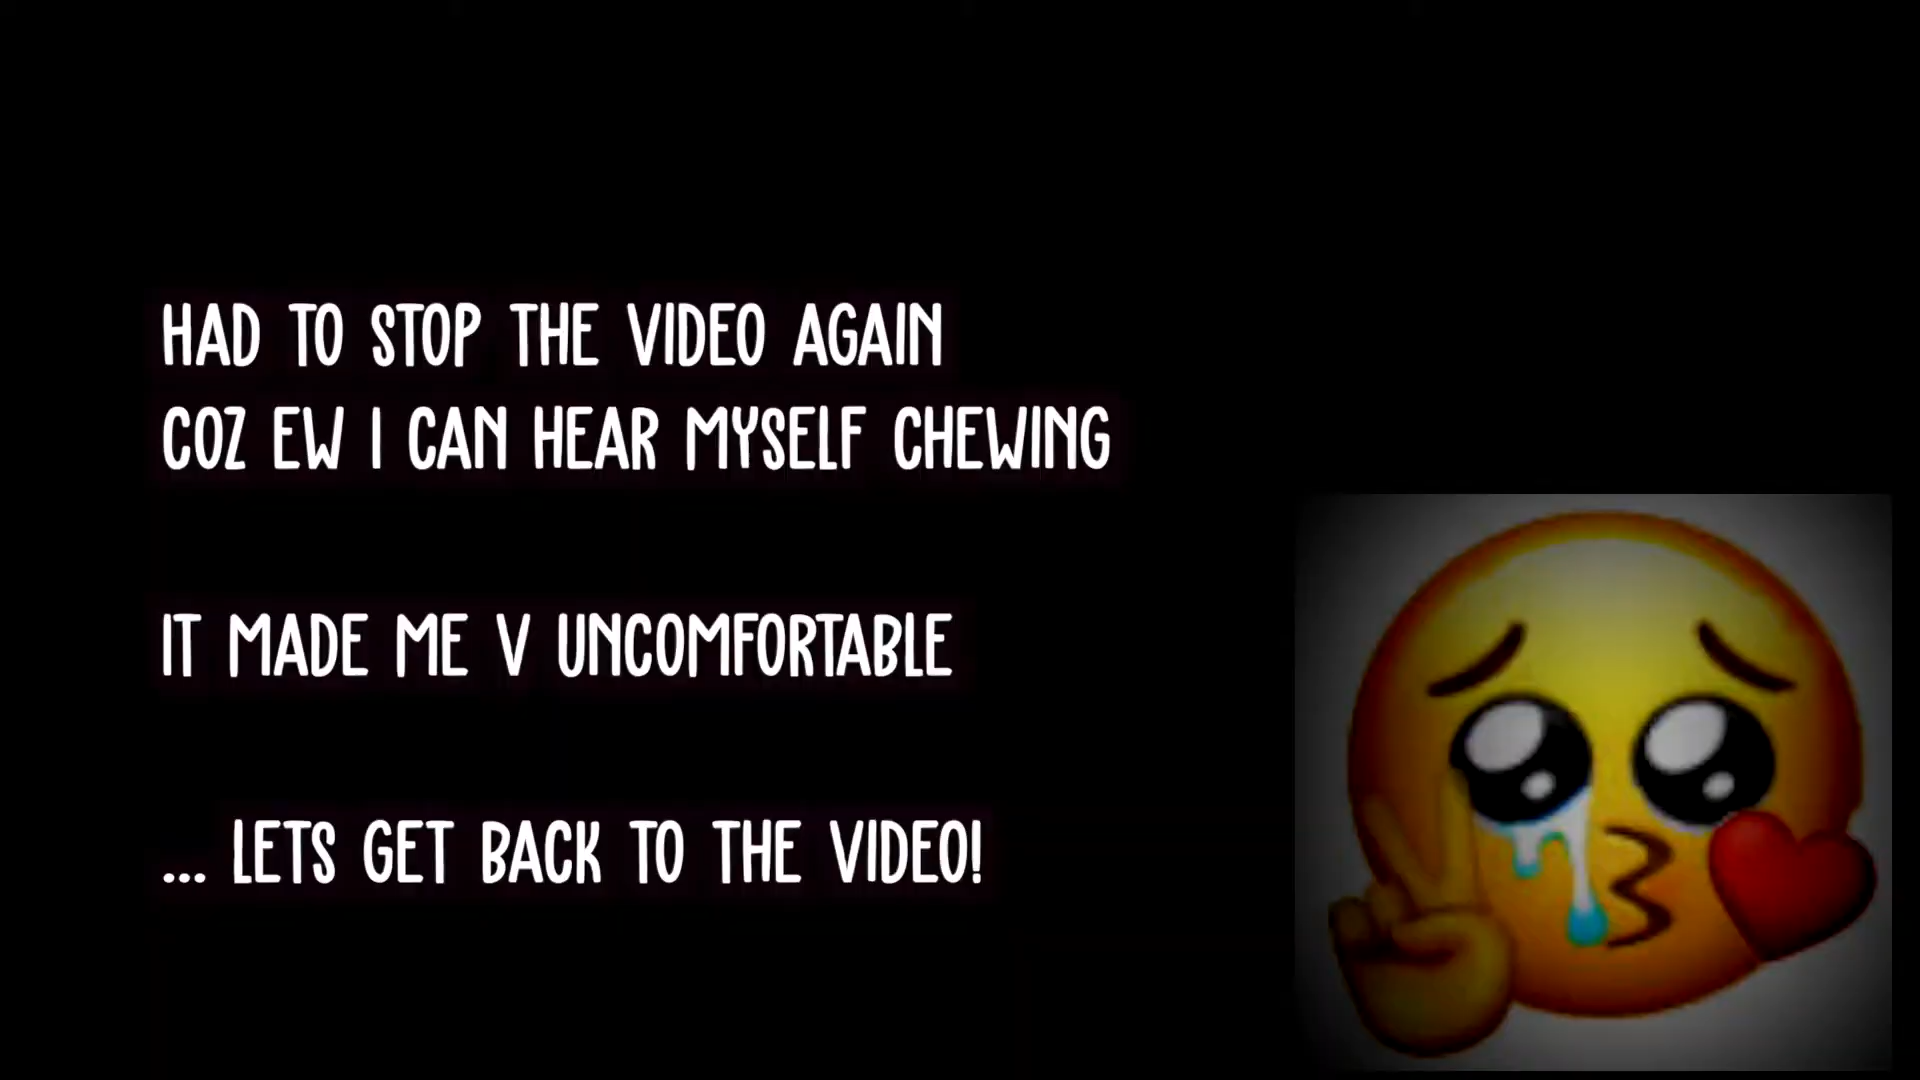 HAD TO STOP THE VIDEO AGAIN
COZ EW I CAN HEAR MYSELF CHEWING
IT MADE ME V UNCOMFORTABLE
... LETS GET BACK TO THE VIDEO!